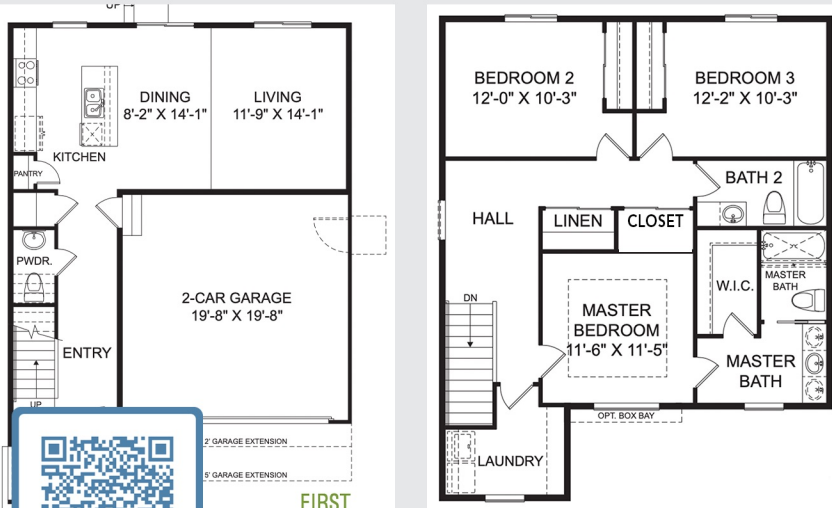 UP
DINING
8'-2" X 14'-1"
LIVING
11'-9" X 14'-1"
KITCHEN
PANTRY
PWDR.
2-CAR GARAGE
19'-8" X 19'-8"
ENTRY
UP
2' GARAGE EXTENSION
5' GARAGE EXTENSION
FIRST
BEDROOM 2
12'-0" X 10'-3"
BEDROOM 3
12'-2" X 10'-3"
BATH 2
HALL
LINEN
CLOSET
W.I.C.
MASTER
BATH
DN
MASTER
BEDROOM
11'-6" X 11'-5"
MASTER
BATH
OPT. BOX BAY
LAUNDRY